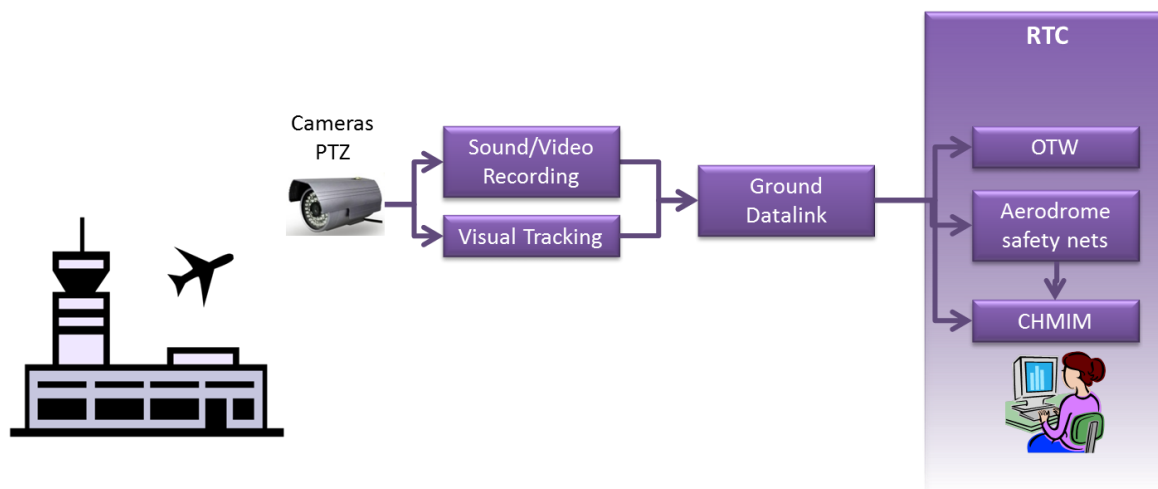 RTC
Cameras
PTZ
Sound/Video
Recording
Visual Tracking
Ground
Datalink
OTW
Aerodrome
safety nets
CHMIM